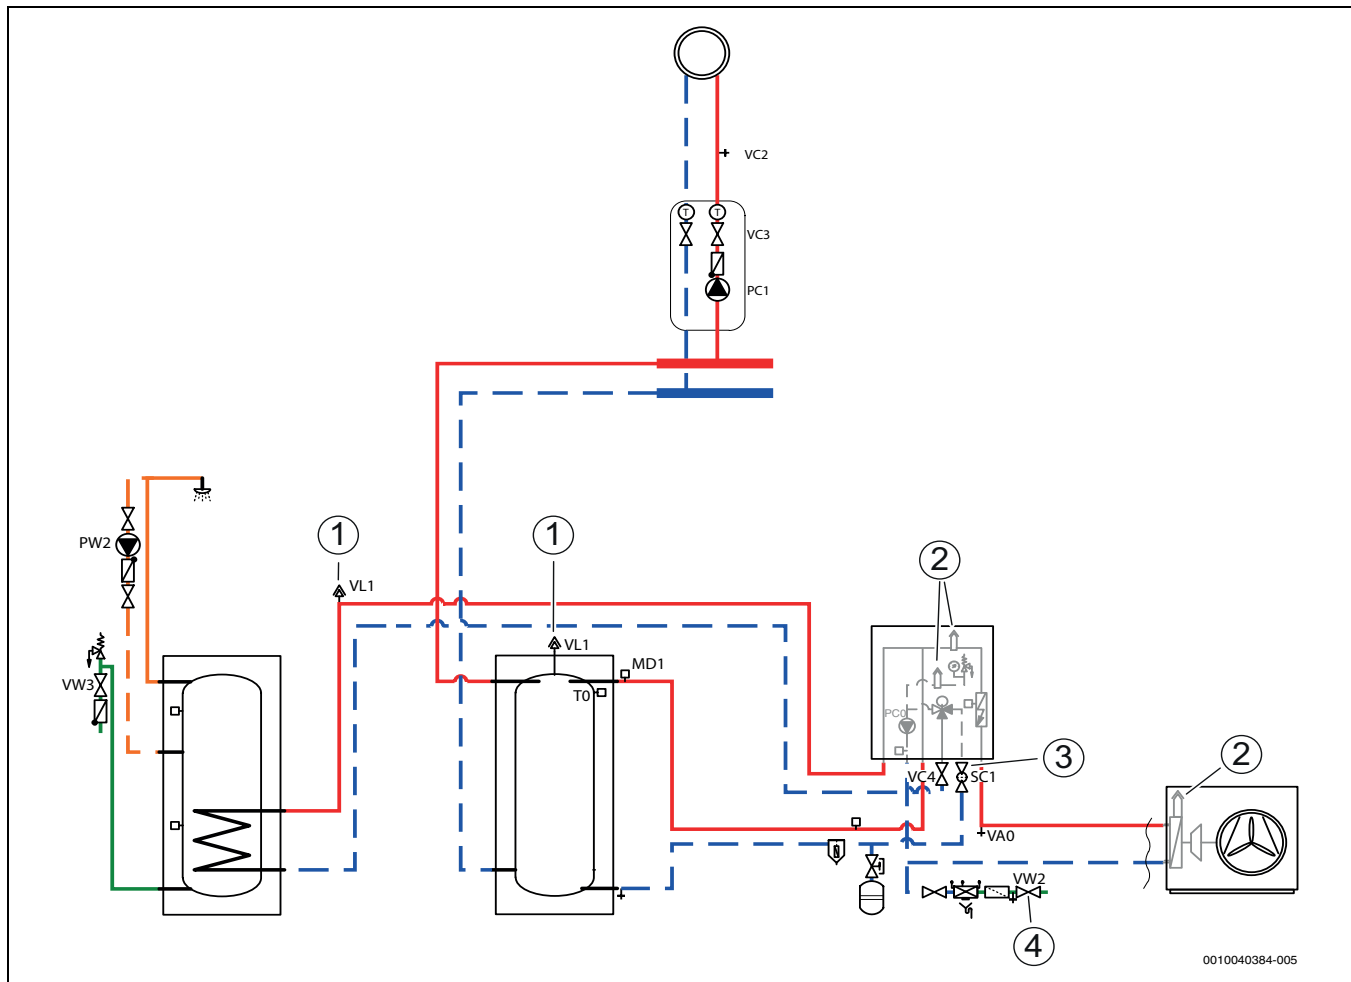 VC2
T T
VC3
PC1
PW2
1
1
VL1
VL1
2
MD1
T0
VW3
PC0
3
2
VC4
SC1
VA0
VW2
4
0010040384-005